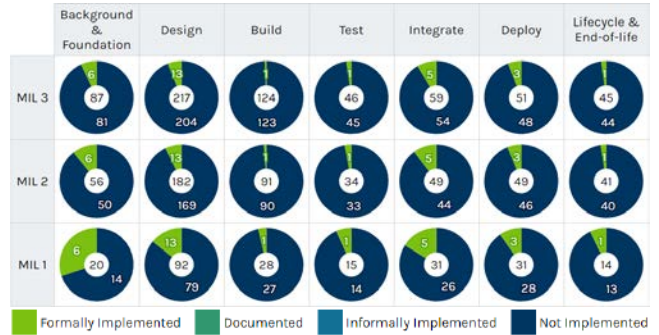 Background & Foundation Design Build Test Integrate Deploy Lifecycle & End-of-life
MIL 3
6 87 81
13 217 204
1 124 123
1 46 45
5 59 54
3 51 48
1 45 44
MIL 2
6 56 50
13 182 169
1 91 90
1 34 33
5 49 44
3 49 46
1 41 40
MIL 1
6 20 14
13 92 79
1 28 27
1 15 14
5 31 26
3 31 28
1 14 13
Formally Implemented Documented Informally Implemented Not Implemented